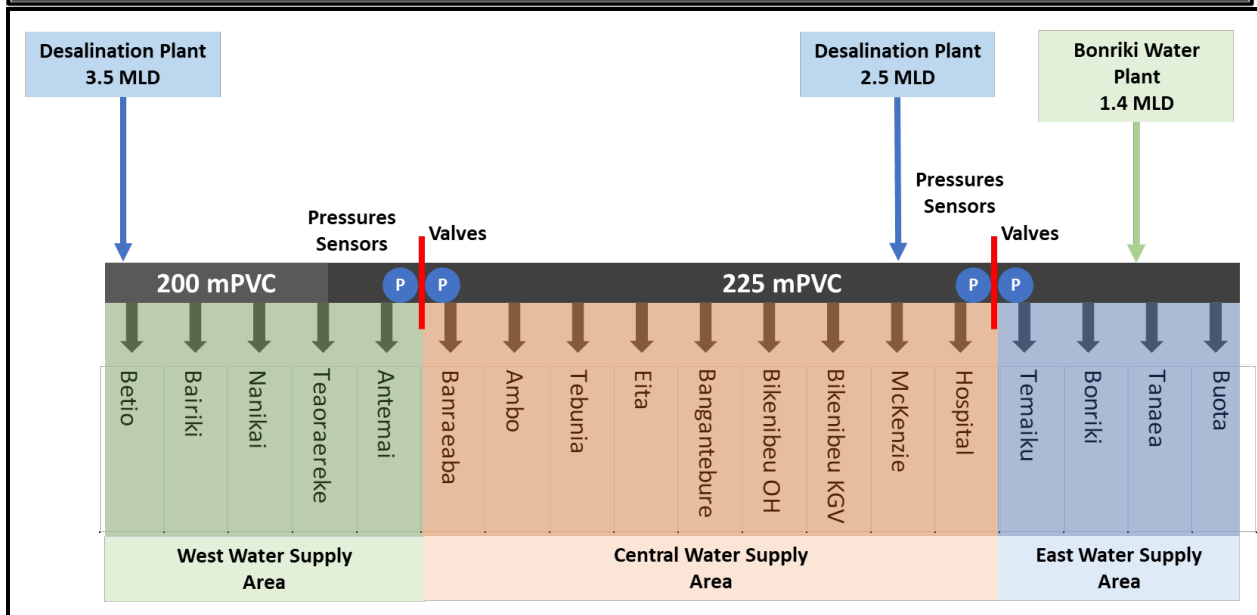 Desalination Plant
3.5 MLD
Desalination Plant
2.5 MLD
Bonriki Water
Plant
1.4 MLD
Pressures
Sensors
Valves
Pressures
Sensors
Valves
200 mPVC
P
P
225 mPVC
P
P
Betio
Bairiki
Nanikai
Teaoraereke
Antemai
Banraeaba
Ambo
Tebunia
Eita
Bangantebure
Bikenibeu OH
Bikenibeu KGV
McKenzie
Hospital
Temaiku
Bonriki
Tanaea
Buota
West Water Supply
Area
Central Water Supply
Area
East Water Supply
Area